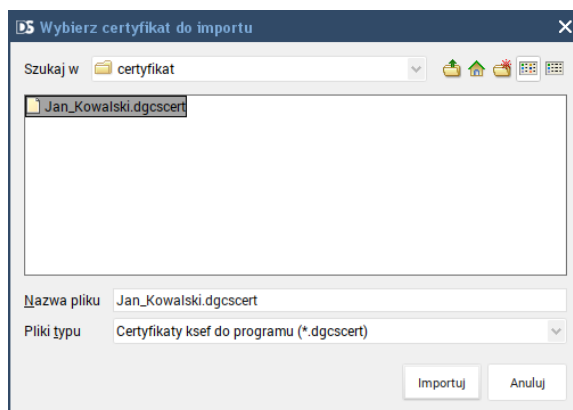 DS Wybierz certyfikat do importu
Szukaj w certyfikat
Jan_Kowalski.dgcscert
Nazwa pliku Jan_Kowalski.dgcscert
Pliki typu Certyfikaty ksef do programu (*.dgcscert)
Importuj Anuluj